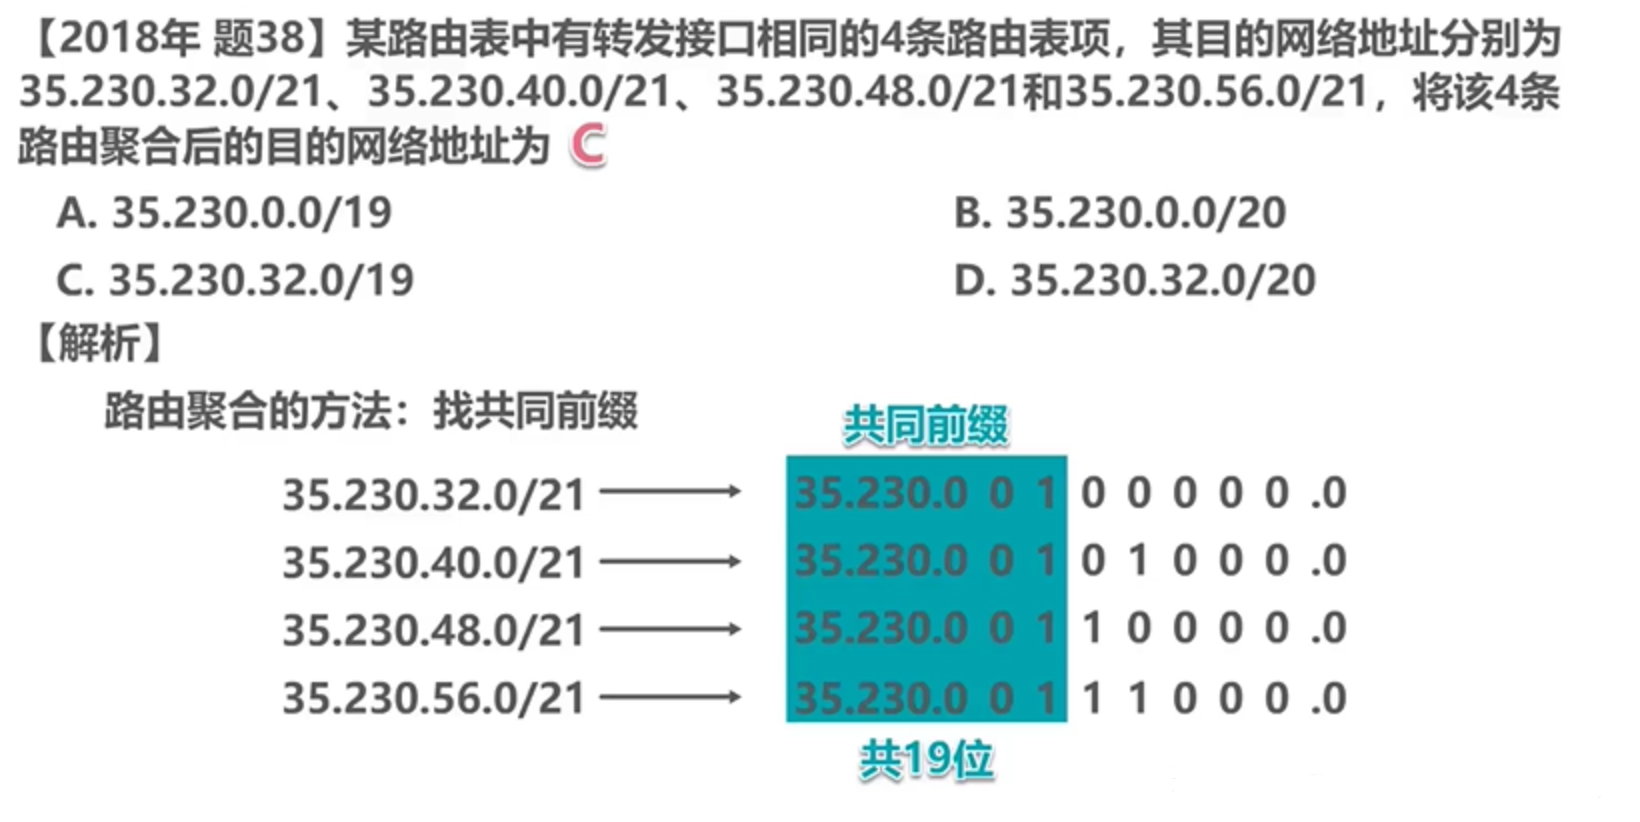 【2018年 题38】某路由表中有转发接口相同的4条路由表项，其目的网络地址分别为
35.230.32.0/21、35.230.40.0/21、35.230.48.0/21和35.230.56.0/21，将该4条
路由聚合后的目的网络地址为 C
A. 35.230.0.0/19 B. 35.230.0.0/20
C. 35.230.32.0/19 D. 35.230.32.0/20
【解析】
路由聚合的方法：找共同前缀
共同前缀
35.230.32.0/21 35.230.0 0 1 0 0 0 0 0 .0
35.230.40.0/21 35.230.0 0 1 0 1 0 0 0 .0
35.230.48.0/21 35.230.0 0 1 1 0 0 0 0 .0
35.230.56.0/21 35.230.0 0 1 1 1 0 0 0 .0
共19位